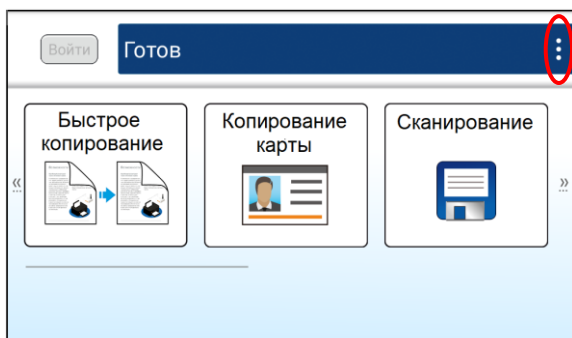 Войти
Готов
Быстрое
копирование
Копирование
карты
Сканирование
«
»